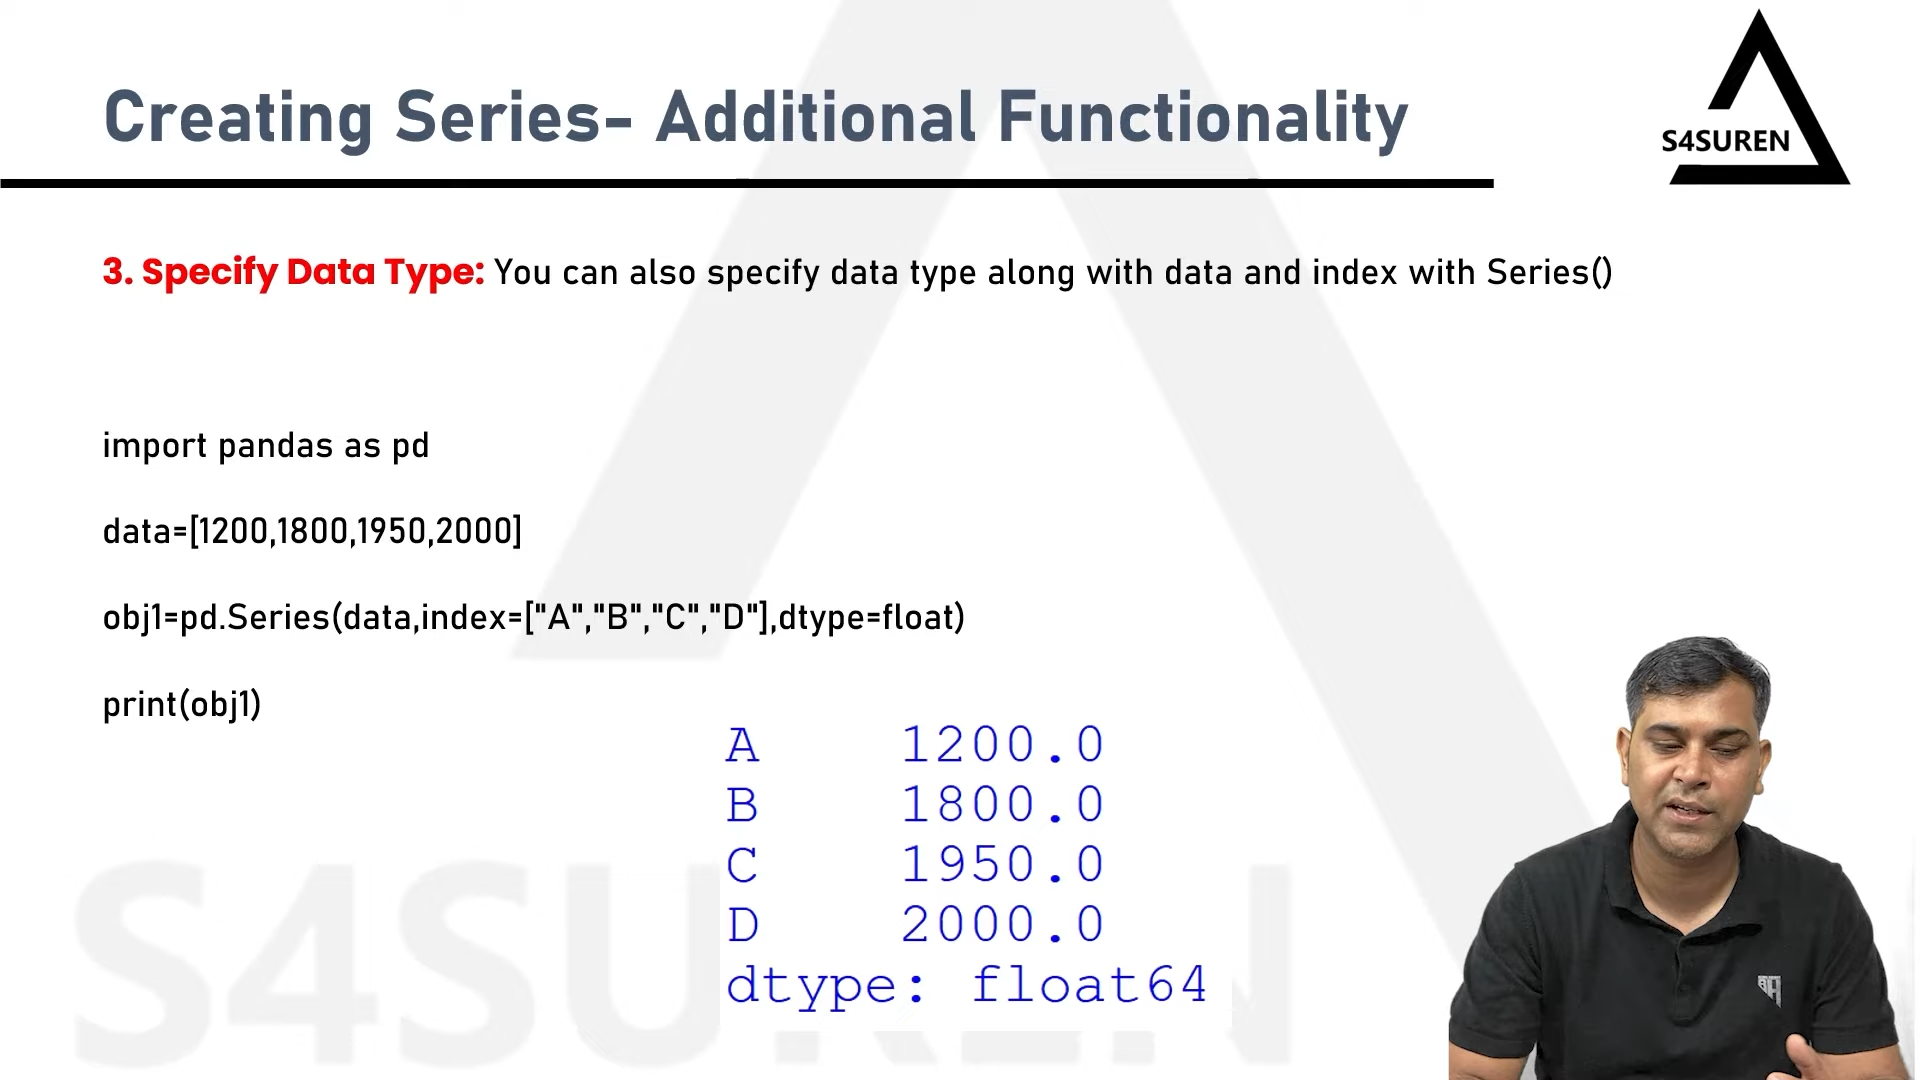 Creating Series- Additional Functionality
S4SUREN
3. Specify Data Type: You can also specify data type along with data and index with Series()
import pandas as pd
data=[1200,1800,1950,2000]
obj1=pd.Series(data,index=["A","B","C","D"],dtype=float)
print(obj1)
A 1200.0
B 1800.0
C 1950.0
D 2000.0
dtype: float64
S4SUREN